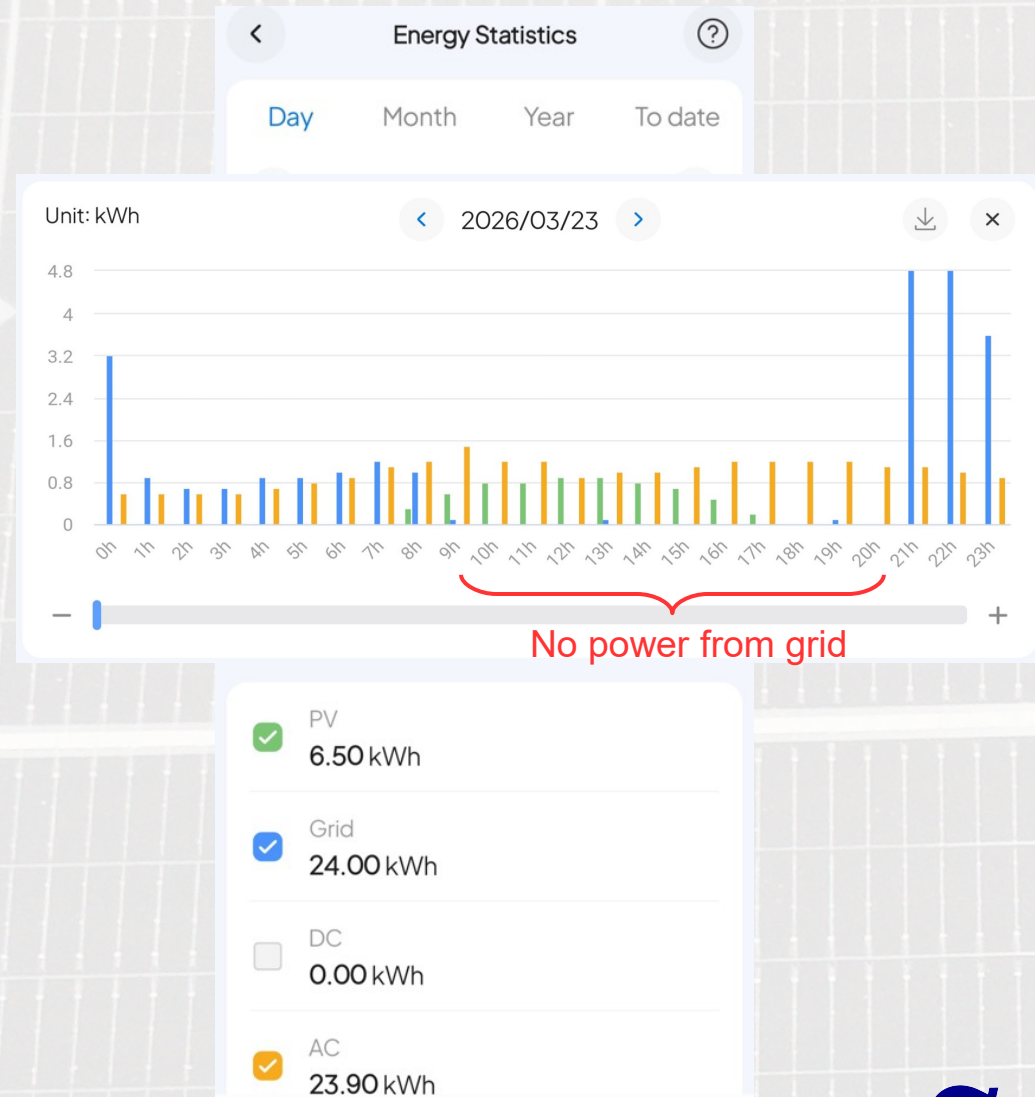 Energy Statistics
Day Month Year To date
Unit: kWh
2026/03/23
4.8
4
3.2
2.4
1.6
0.8
0
0h 1h 2h 3h 4h 5h 6h 7h 8h 9h 10h 11h 12h 13h 14h 15h 16h 17h 18h 19h 20h 21h 22h 23h
No power from grid
PV
6.50 kWh
Grid
24.00 kWh
DC
0.00 kWh
AC
23.90 kWh